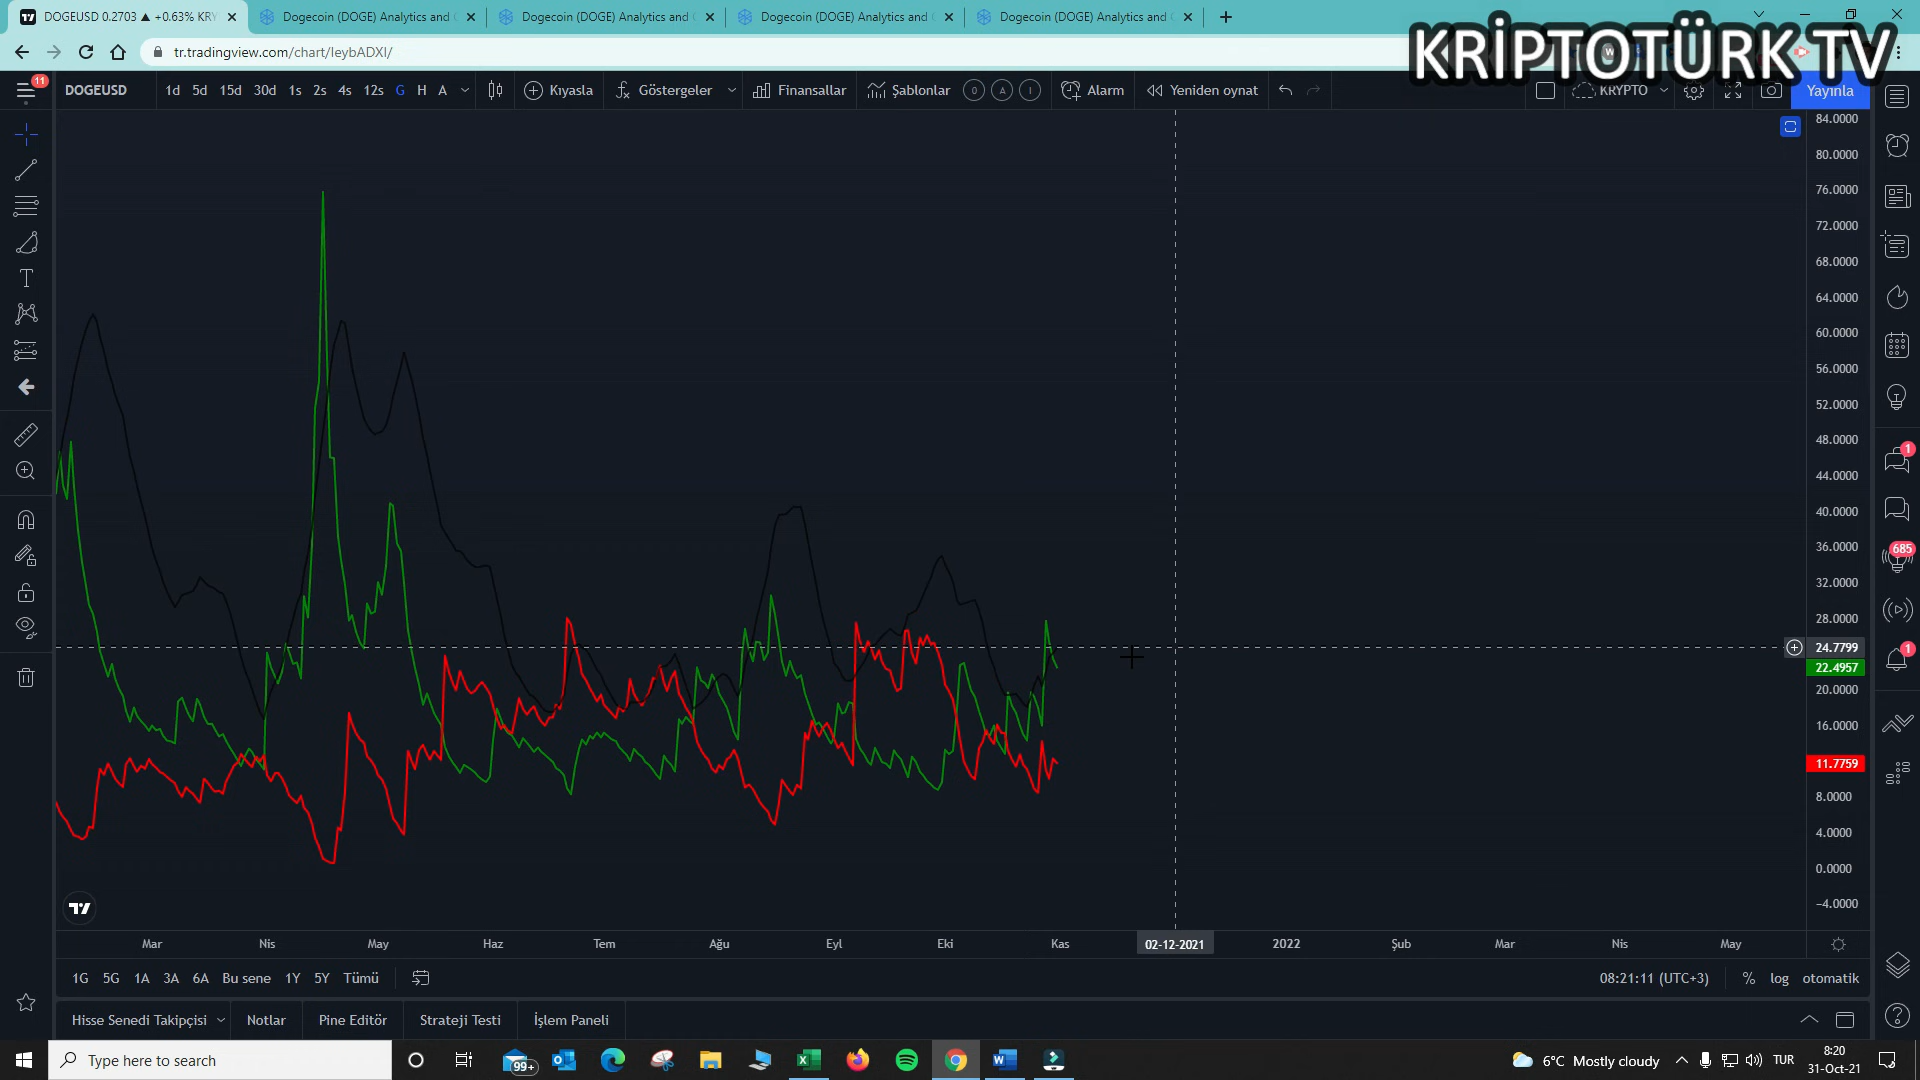 DOGEUSD 0.2703 ▲ +0.63% KRY
Dogecoin (DOGE) Analytics and
Dogecoin (DOGE) Analytics and
Dogecoin (DOGE) Analytics and
Dogecoin (DOGE) Analytics and
tr.tradingview.com/chart/leybADXI/
KRİPTOTÜRK TV
11
DOGEUSD
1d 5d 15d 30d 1s 2s 4s 12s G H A
Kıyasla
Göstergeler
Finansallar
Şablonlar
O A I
Alarm
Yeniden oynat
KRYPTO
Yayınla
84.0000
80.0000
76.0000
72.0000
68.0000
64.0000
60.0000
56.0000
52.0000
48.0000
44.0000
40.0000
36.0000
32.0000
28.0000
24.7799
22.4957
20.0000
16.0000
11.7759
8.0000
4.0000
0.0000
−4.0000
1
685
1
Mar Nis May Haz Tem Ağu Eyl Eki Kas 02-12-2021 2022 Şub Mar Nis May
1G 5G 1A 3A 6A Bu sene 1Y 5Y Tümü
08:21:11 (UTC+3) % log otomatik
Hisse Senedi Takipçisi Notlar Pine Editör Strateji Testi İşlem Paneli
Type here to search
99+
6°C Mostly cloudy
TUR
8:20
31-Oct-21